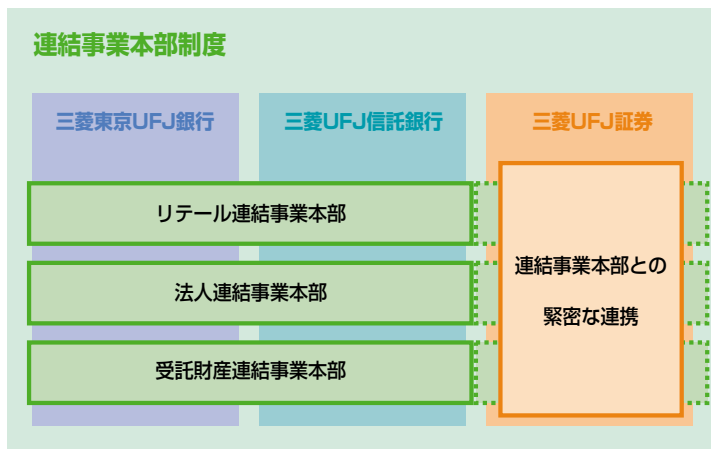 連結事業本部制度
三菱東京UFJ銀行
三菱UFJ信託銀行
三菱UFJ証券
リテール連結事業本部
法人連結事業本部
受託財産連結事業本部
連結事業本部との
緊密な連携